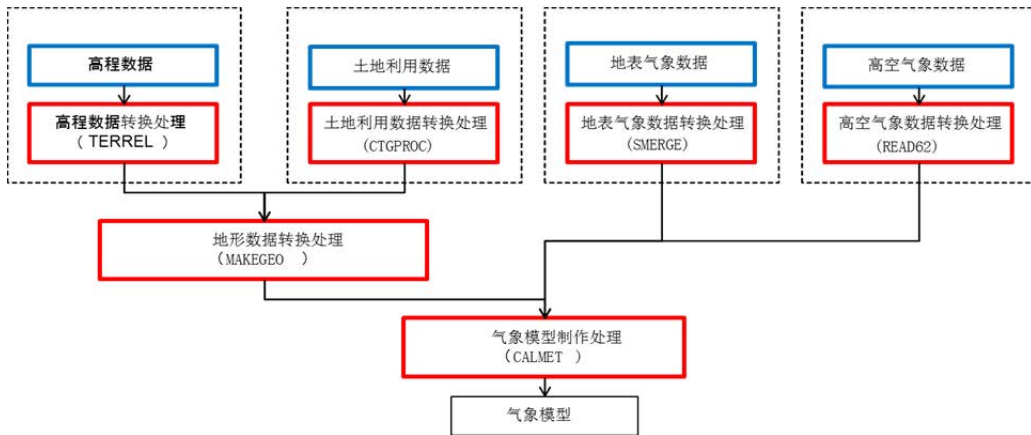 高程数据
土地利用数据
地表气象数据
高空气象数据
高程数据转换处理
(TERREL )
土地利用数据转换处理
(CTGPROC)
地表气象数据转换处理
(SMERGE)
高空气象数据转换处理
(READ62)
地形数据转换处理
(MAKEGEO )
气象模型制作处理
(CALMET )
气象模型